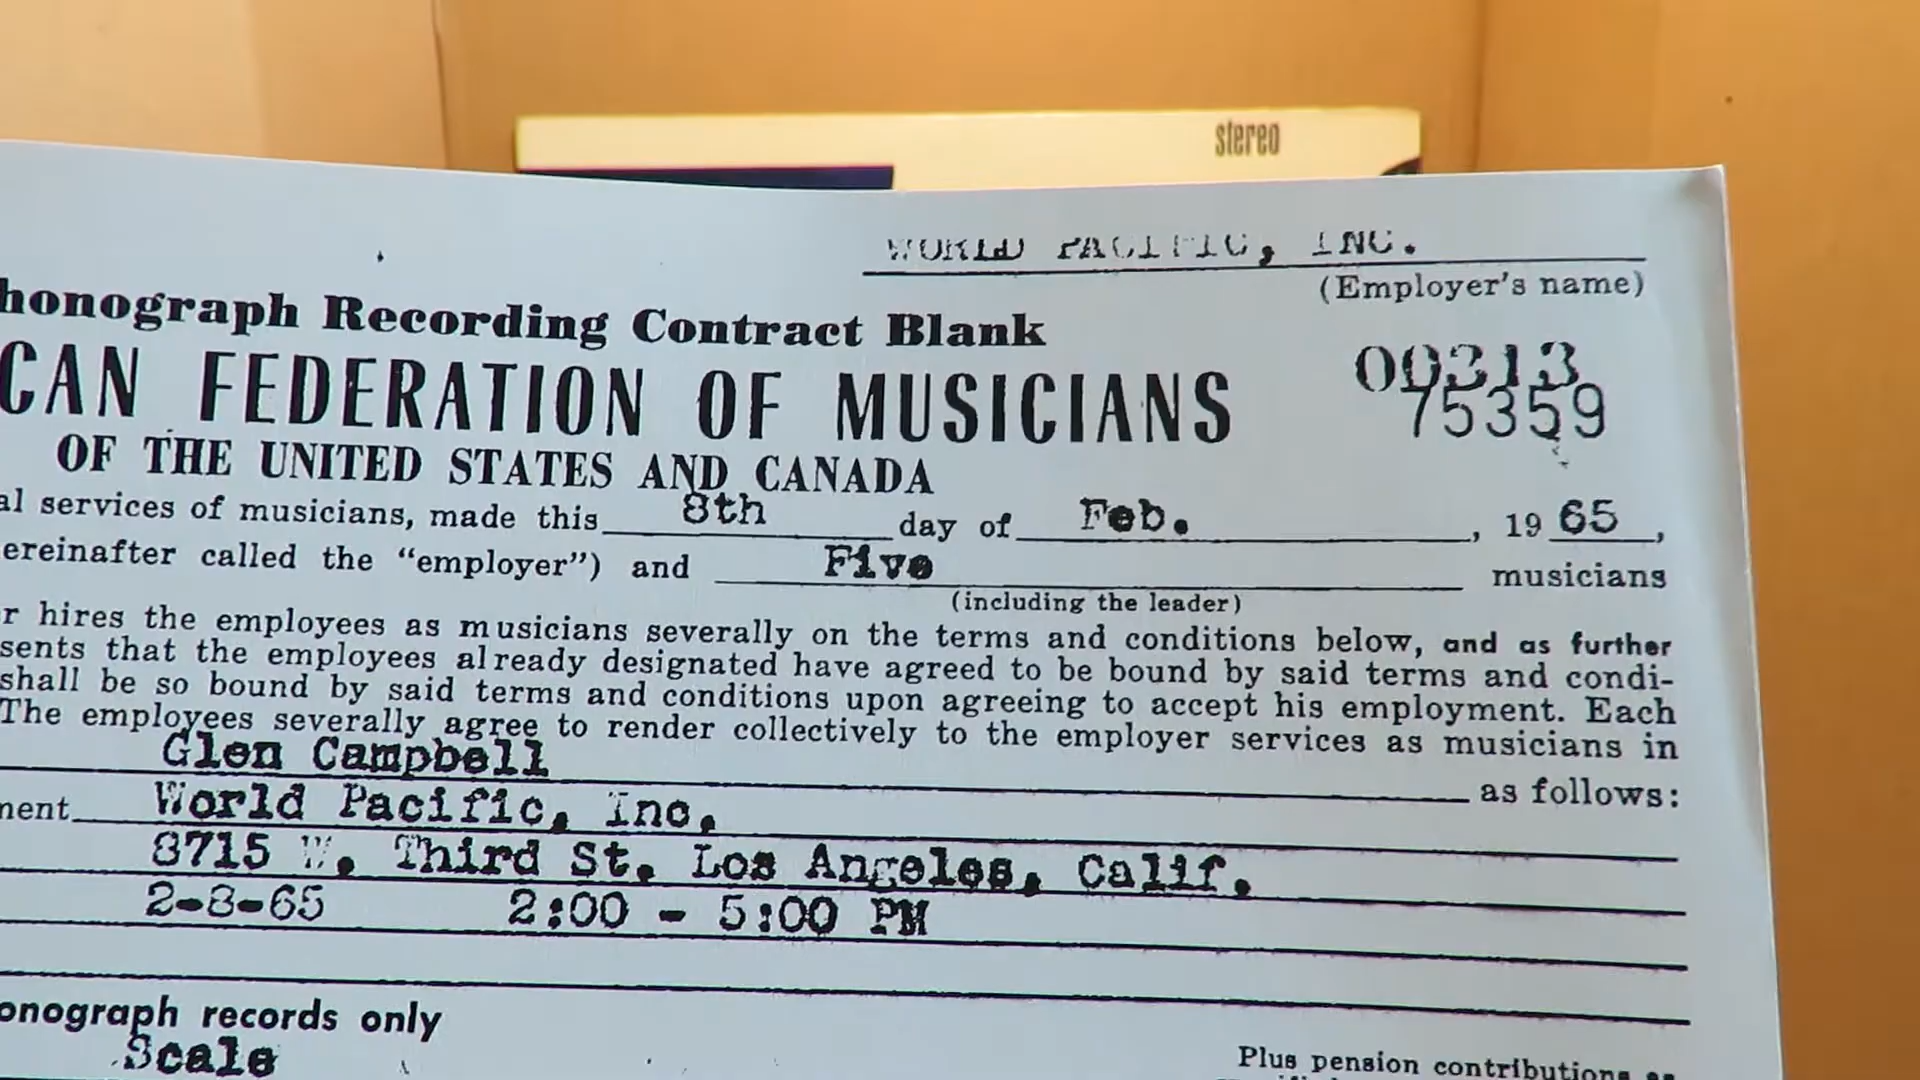 stereo
WORLD PACIFIC, INC.
(Employer's name)
honograph Recording Contract Blank
CAN FEDERATION OF MUSICIANS
00313
75359
OF THE UNITED STATES AND CANADA
al services of musicians, made this 8th day of Feb. , 19 65 ,
ereinafter called the "employer") and Five musicians
(including the leader)
r hires the employees as musicians severally on the terms and conditions below, and as further
sents that the employees already designated have agreed to be bound by said terms and condi-
shall be so bound by said terms and conditions upon agreeing to accept his employment. Each
The employees severally agree to render collectively to the employer services as musicians in
Glen Campbell as follows:
ment World Pacific, Inc.
8715 W. Third St. Los Angeles, Calif.
2-8-65 2:00 - 5:00 PM
onograph records only
Scale
Plus pension contributions as